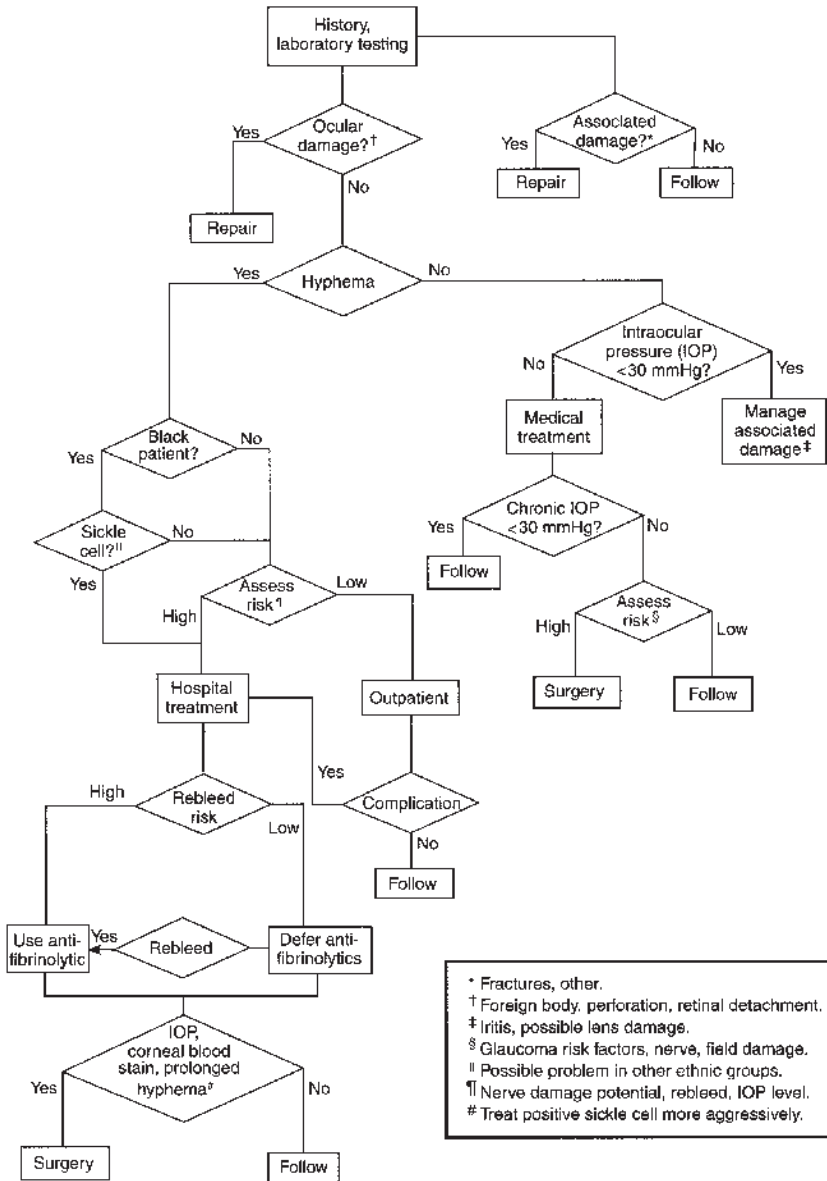 History,
laboratory testing
Yes
Ocular
damage?†
No
Repair
Associated
damage?*
Yes
No
Repair
Follow
Yes
Hyphema
No
Intraocular
pressure (IOP)
<30 mmHg?
No
Yes
Medical
treatment
Manage
associated
damage‡
Black
patient?
Yes
No
Chronic IOP
<30 mmHg?
Yes
No
Follow
Sickle
cell?||
No
Yes
Assess
risk¶
Low
High
Assess
risk§
High
Low
Surgery
Follow
Hospital
treatment
Outpatient
Yes
Complication
No
Follow
High
Rebleed
risk
Low
Use anti-
fibrinolytic
Yes
Rebleed
Defer anti-
fibrinolytics
IOP,
corneal blood
stain, prolonged
hyphema#
Yes
No
Surgery
Follow
* Fractures, other.
† Foreign body, perforation, retinal detachment.
‡ Iritis, possible lens damage.
§ Glaucoma risk factors, nerve, field damage.
|| Possible problem in other ethnic groups.
¶ Nerve damage potential, rebleed, IOP level.
# Treat positive sickle cell more aggressively.